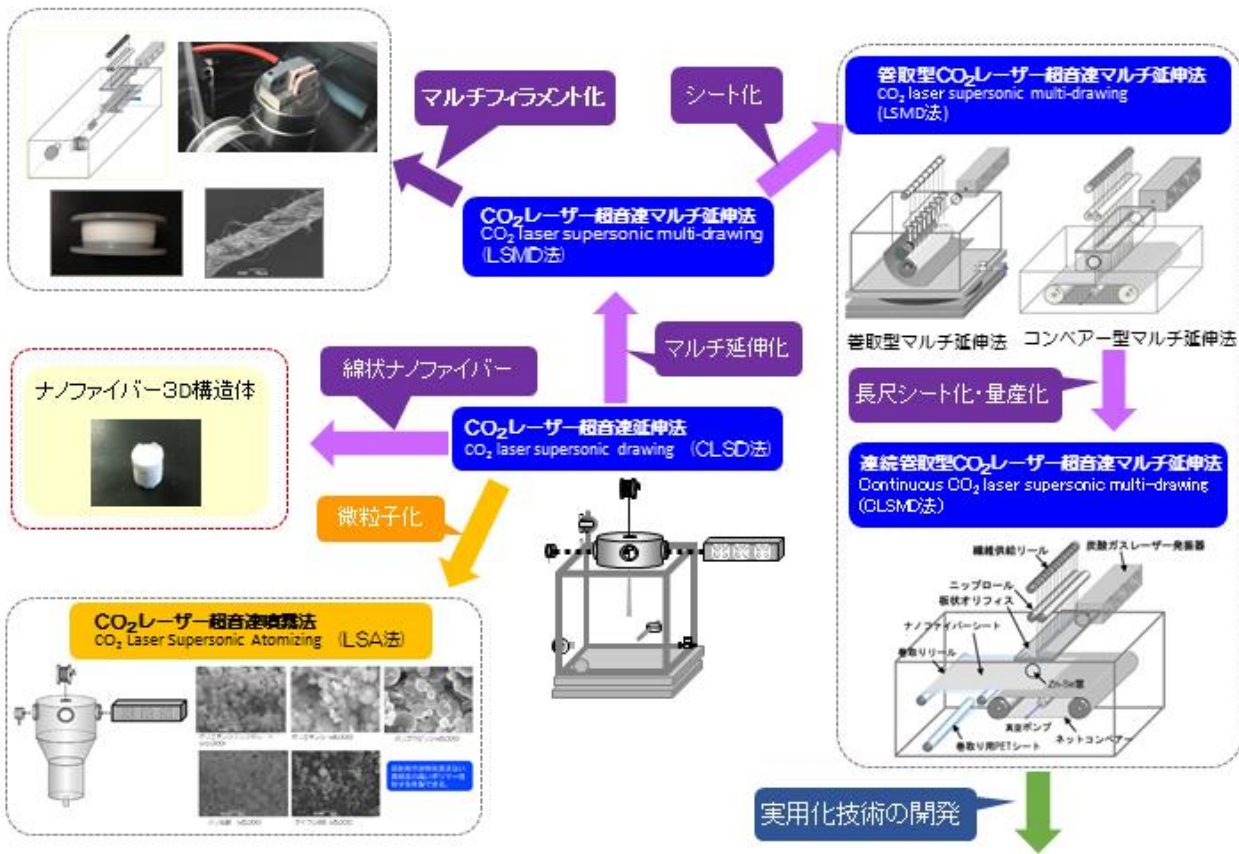 マルチフィラメント化
シート化
CO₂レーザー超音速マルチ延伸法
CO₂ laser supersonic multi-drawing
(LSMD法)
巻取型CO₂レーザー超音速マルチ延伸法
CO₂ laser supersonic multi-drawing
(LSMD法)
巻取型マルチ延伸法
コンベアー型マルチ延伸法
マルチ延伸化
線状ナノファイバー
ナノファイバー3D構造体
CO₂レーザー超音速延伸法
CO₂ laser supersonic drawing (CLSD法)
長尺シート化・量産化
連続巻取型CO₂レーザー超音速マルチ延伸法
Continuous CO₂ laser supersonic multi-drawing
(CLSMD法)
繊維供給リール
炭酸ガスレーザー発振器
ニップロール
板状オリフィス
ナノファイバーシート
巻取りリール
Zn-Se窓
真空ポンプ
ネットコンベアー
巻取り用PETシート
微粒子化
CO₂レーザー超音速噴霧法
CO₂ Laser Supersonic Atomizing (LSA法)
実用化技術の開発